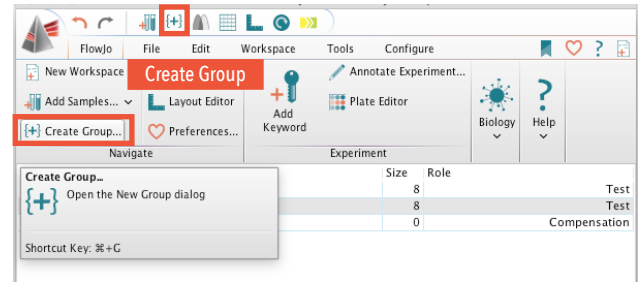 FlowJo File Edit Workspace Tools Configure ?
New Workspace Create Group Annotate Experiment...
Add Samples... Layout Editor Add Keyword Plate Editor Biology Help
{+} Create Group... Preferences...
Navigate Experiment
Create Group... Size Role
{+} Open the New Group dialog 8 Test
8 Test
0 Compensation
Shortcut Key: ⌘+G